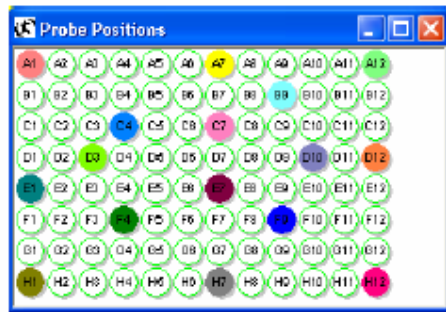 Probe Positions
A1 A2 A3 A4 A5 A6 A7 A8 A9 A10 A11 A12
B1 B2 B3 B4 B5 B6 B7 B8 B9 B10 B11 B12
C1 C2 C3 C4 C5 C6 C7 C8 C9 C10 C11 C12
D1 D2 D3 D4 D5 D6 D7 D8 D9 D10 D11 D12
E1 E2 E3 E4 E5 E6 E7 E8 E9 E10 E11 E12
F1 F2 F3 F4 F5 F6 F7 F8 F9 F10 F11 F12
G1 G2 G3 G4 G5 G6 G7 G8 G9 G10 G11 G12
H1 H2 H3 H4 H5 H6 H7 H8 H9 H10 H11 H12